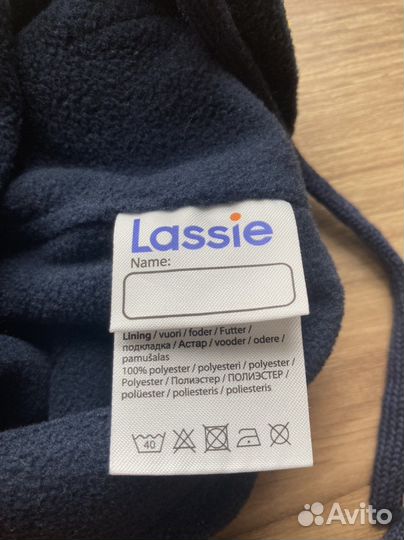 Lassie
Name:
Lining / vuori / foder / Futter /
подкладка / Астар / vooder / odere /
pamušalas
100% polyester / polyesteri / polyester /
Polyester / Полиэстер / ПОЛИЭСТЕР /
polüester / poliesteris / poliesteris
40
Avito